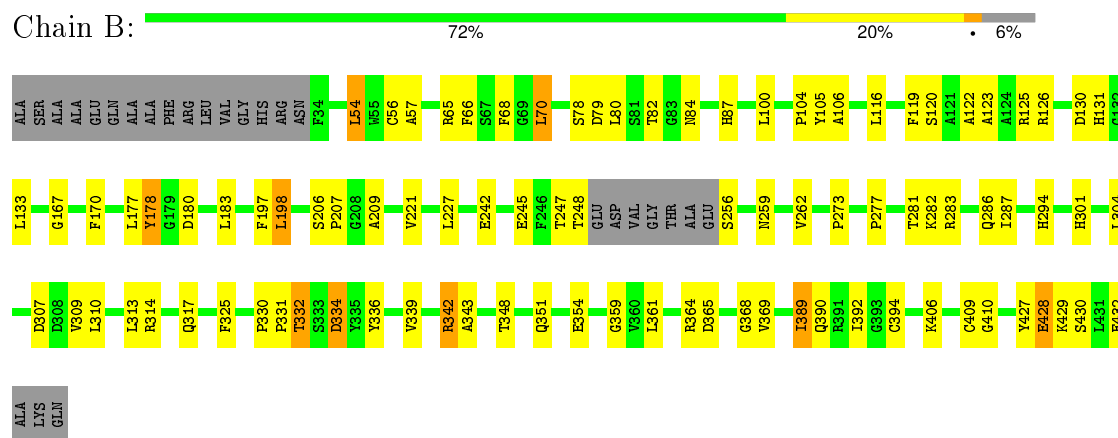 Chain B:
72% 20% • 6%
ALA SER ALA ALA GLU GLN ALA ALA PHE ARG LEU VAL GLY HIS ARG ASN F34 L54 W55 C56 A57 R65 F66 S67 F68 G69 L70 S78 D79 L80 S81 T82 G83 N84 H87 L100 P104 Y105 A106 L116 F119 S120 A121 A122 A123 A124 R125 R126 D130 H131
L133 G167 F170 L177 Y178 G179 D180 L183 F197 L198 S206 P207 G208 A209 V221 L227 E242 E245 F246 T247 T248 GLU ASP VAL GLY THR ALA GLU S256 N259 V262 P273 P277 T281 K282 R283 Q286 I287 H294 H301
D307 D308 V309 L310 L313 R314 Q317 F325 P330 P331 T332 S333 D334 Y335 Y336 V339 R342 A343 T348 Q351 E354 G359 V360 L361 R364 D365 G368 V369 I389 Q390 R391 I392 G393 C394 K406 C409 G410 Y427 E428 K429 S430 L431
ALA LYS GLN